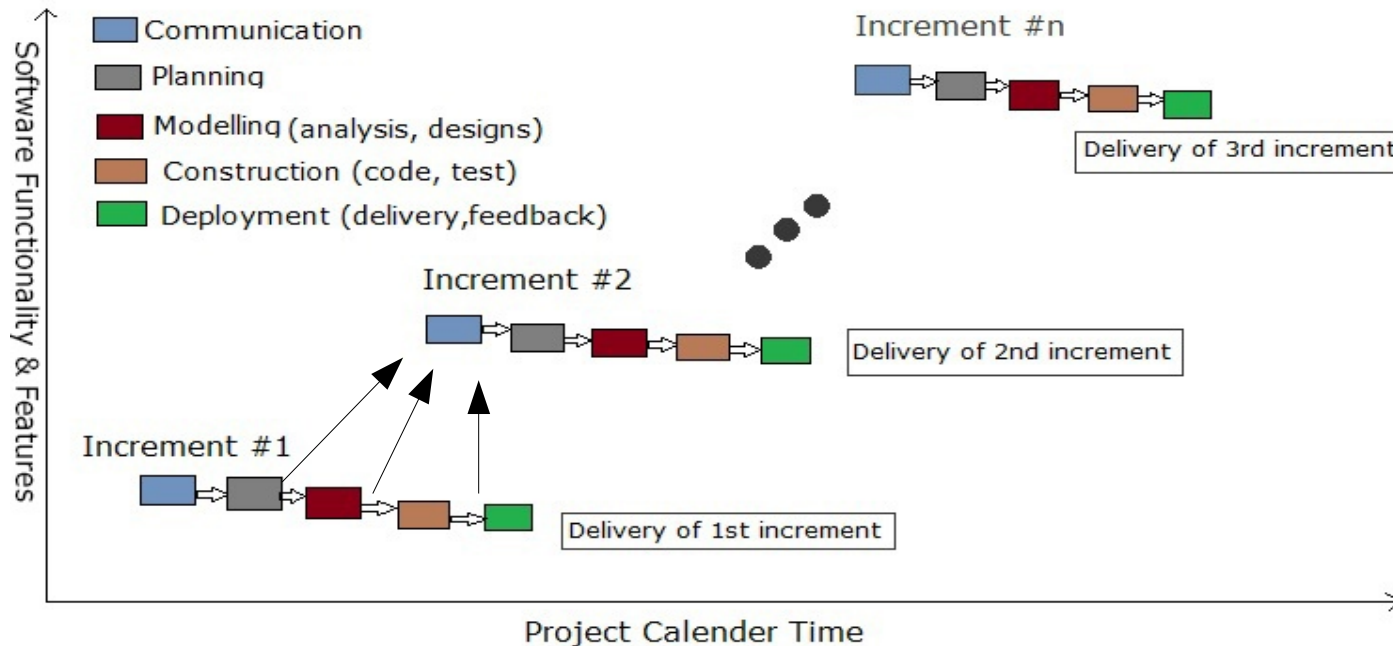 Software Functionality & Features
Communication
Planning
Modelling (analysis, designs)
Construction (code, test)
Deployment (delivery,feedback)
Increment #n
Delivery of 3rd increment
Increment #2
Delivery of 2nd increment
Increment #1
Delivery of 1st increment
Project Calender Time